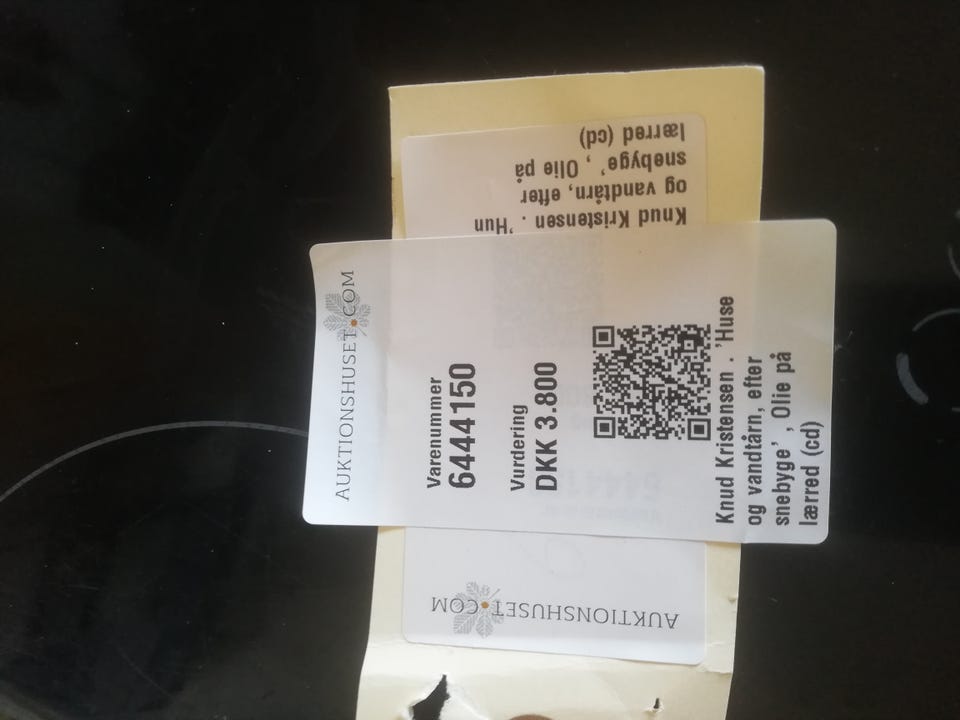 AUKTIONSHUSET.COM
Varenummer
6444150
Vurdering
DKK 3.800
Knud Kristensen . 'Huse
og vandtårn, efter
snebyge' , Olie på
lærred (cd)
Knud Kristensen . 'Hun
og vandtårn, efter
snebyge' , Olie på
lærred (cd)
AUKTIONSHUSET.COM